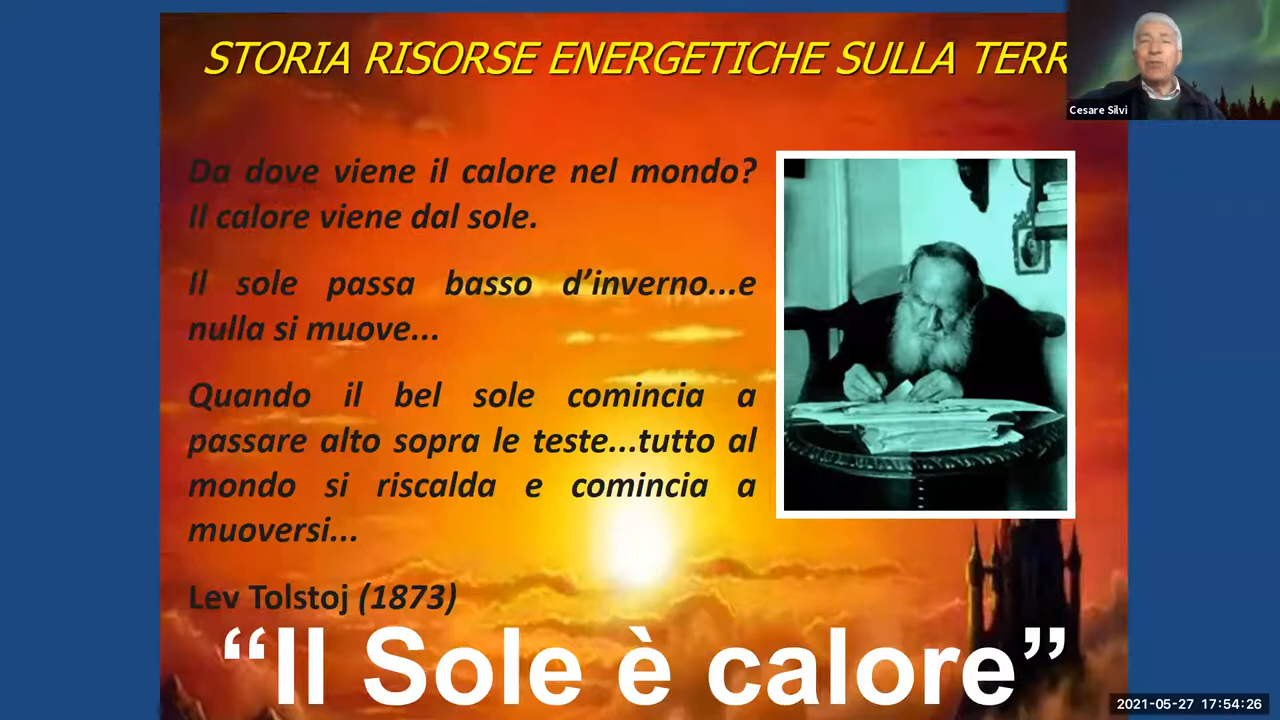 STORIA RISORSE ENERGETICHE SULLA TERR
Cesare Silvi
Da dove viene il calore nel mondo?
Il calore viene dal sole.
Il sole passa basso d’inverno...e
nulla si muove...
Quando il bel sole comincia a
passare alto sopra le teste...tutto al
mondo si riscalda e comincia a
muoversi...
Lev Tolstoj (1873)
“Il Sole è calore”
2021-05-27 17:54:26